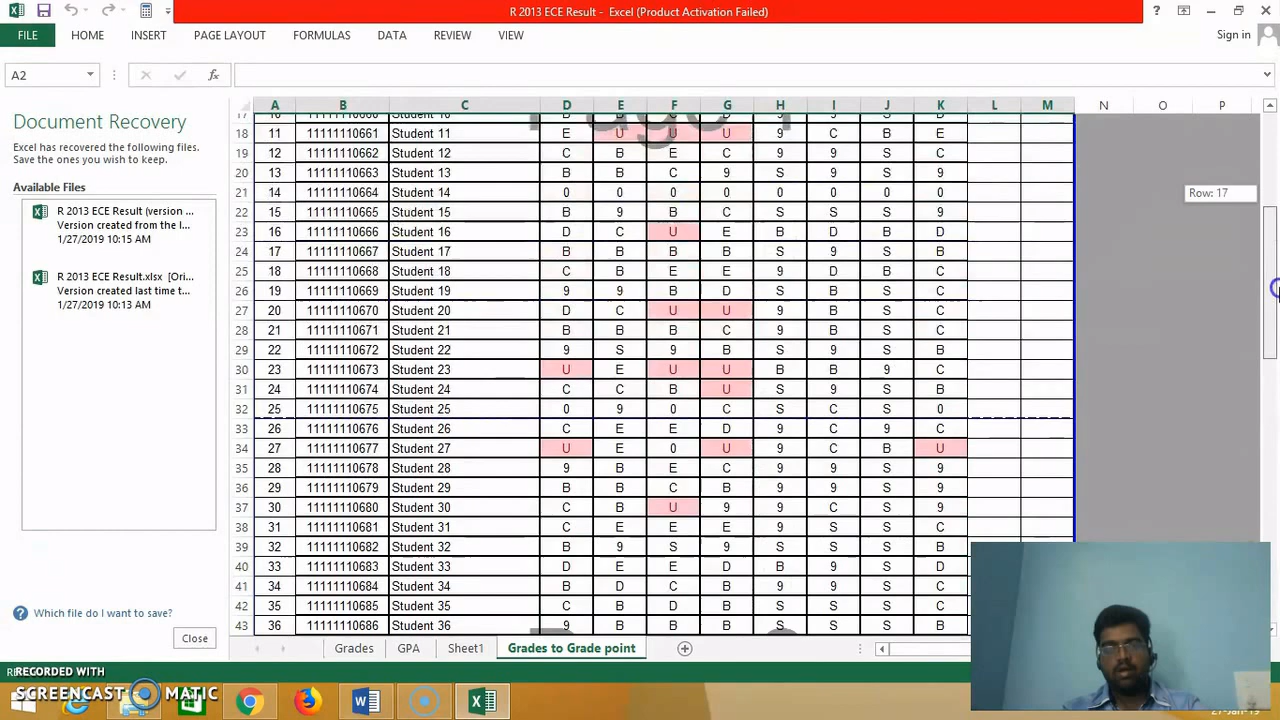 R 2013 ECE Result - Excel (Product Activation Failed)
FILE HOME INSERT PAGE LAYOUT FORMULAS DATA REVIEW VIEW Sign in
A2
Document Recovery
Excel has recovered the following files.
Save the ones you wish to keep.
Available Files
R 2013 ECE Result (version ...
Version created from the l...
1/27/2019 10:15 AM
R 2013 ECE Result.xlsx [Ori...
Version created last time t...
1/27/2019 10:13 AM
Which file do I want to save?
Close
A B C D E F G H I J K L M N O P
18 11 11111110661 Student 11 E U U U 9 C B E
19 12 11111110662 Student 12 C B E C 9 9 S C
20 13 11111110663 Student 13 B B C 9 S 9 S 9
21 14 11111110664 Student 14 0 0 0 0 0 0 0 0
22 15 11111110665 Student 15 B 9 B C S S S 9
23 16 11111110666 Student 16 D C U E B D B D
24 17 11111110667 Student 17 B B B B S 9 S B
25 18 11111110668 Student 18 C B E E 9 D B C
26 19 11111110669 Student 19 9 9 B D S B S C
27 20 11111110670 Student 20 D C U U 9 B S C
28 21 11111110671 Student 21 B B B C 9 B S C
29 22 11111110672 Student 22 9 S 9 B S 9 S B
30 23 11111110673 Student 23 U E U U B B 9 C
31 24 11111110674 Student 24 C C B U S 9 S B
32 25 11111110675 Student 25 0 9 0 C S C S 0
33 26 11111110676 Student 26 C E E D 9 C 9 C
34 27 11111110677 Student 27 U E 0 U 9 C B U
35 28 11111110678 Student 28 9 B E C 9 S S 9
36 29 11111110679 Student 29 B B C B 9 9 S 9
37 30 11111110680 Student 30 C B U 9 9 C S 9
38 31 11111110681 Student 31 C E E E 9 S S C
39 32 11111110682 Student 32 B 9 S 9 S S S B
40 33 11111110683 Student 33 D E E D B 9 S D
41 34 11111110684 Student 34 B D C B 9 9 S C
42 35 11111110685 Student 35 C B D B S S S C
43 36 11111110686 Student 36 9 B B B S S S B
Row: 17
Grades GPA Sheet1 Grades to Grade point
RECORDED WITH
SCREENCAST MATIC